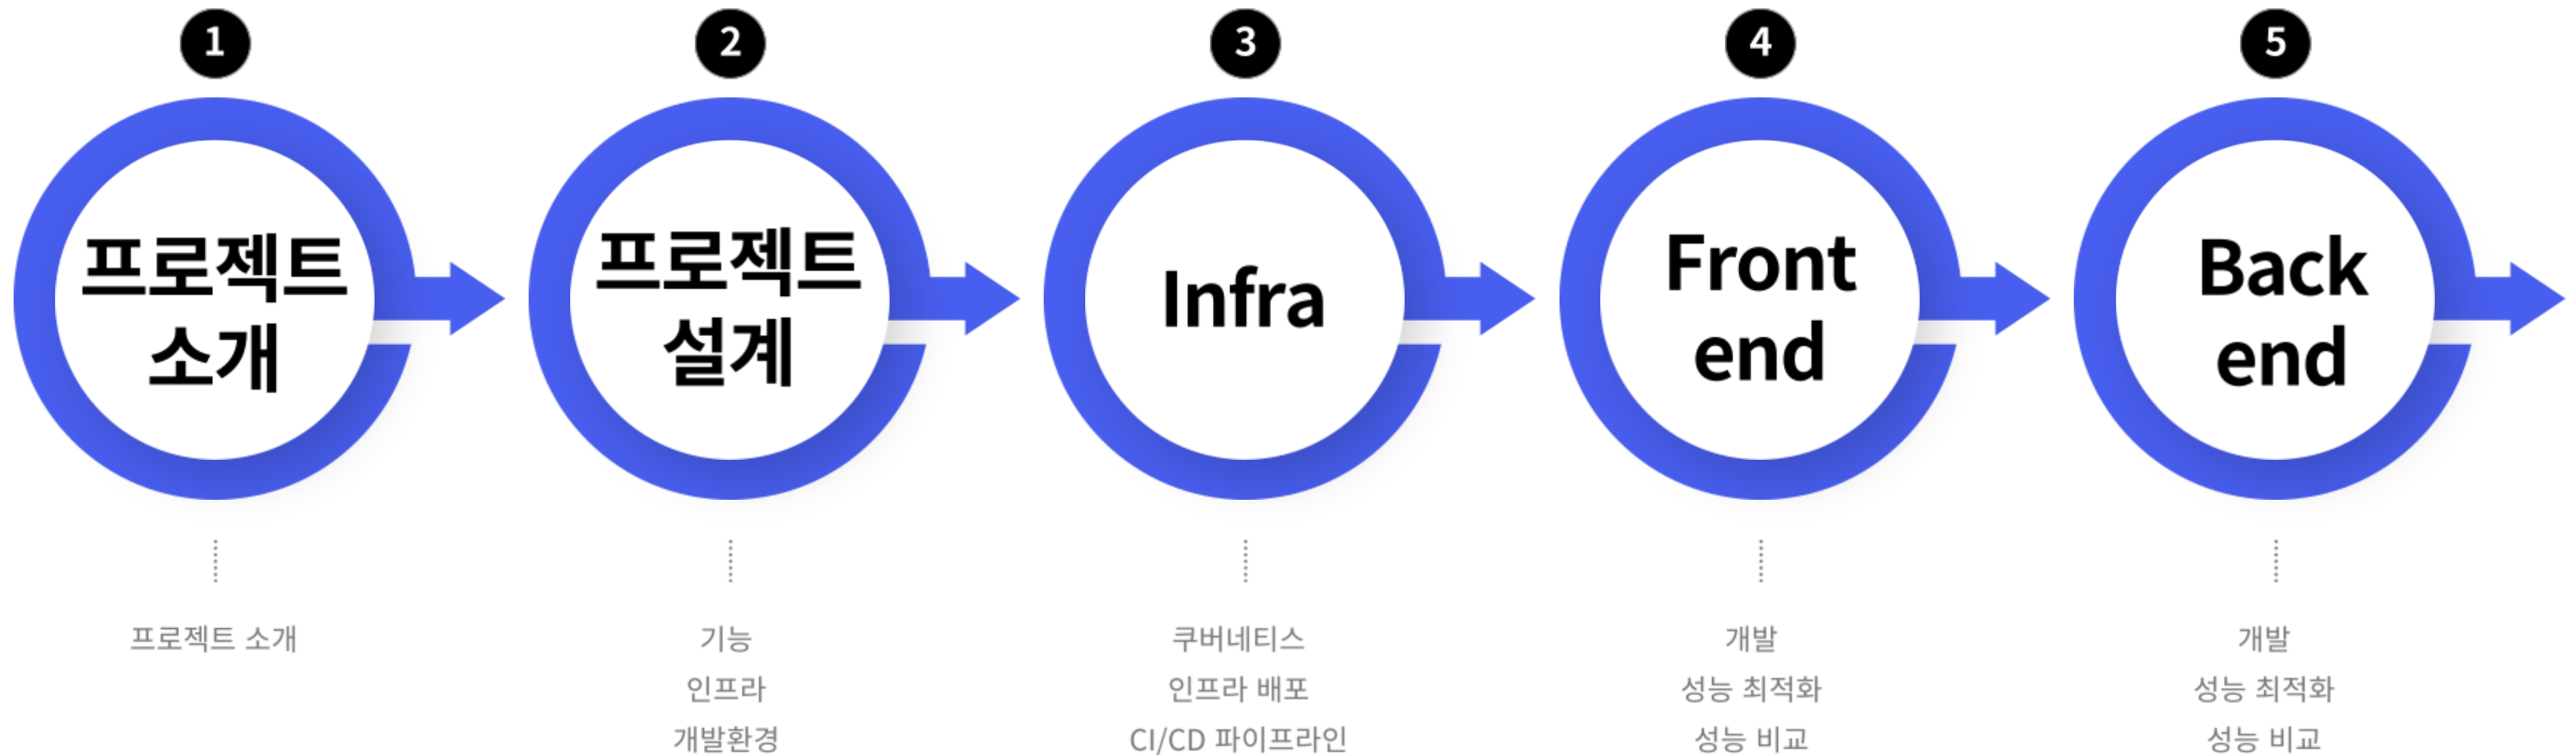 1
프로젝트
소개
프로젝트 소개
2
프로젝트
설계
기능
인프라
개발환경
3
Infra
쿠버네티스
인프라 배포
CI/CD 파이프라인
4
Front
end
개발
성능 최적화
성능 비교
5
Back
end
개발
성능 최적화
성능 비교